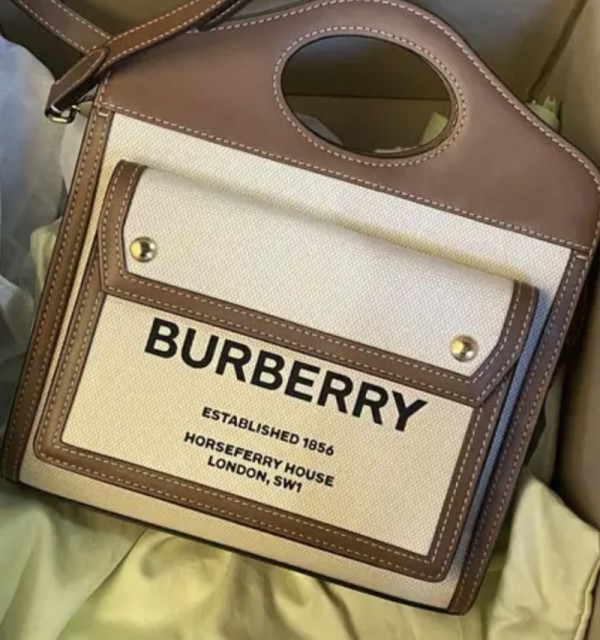 BURBERRY
ESTABLISHED 1856
HORSEFERRY HOUSE
LONDON, SW1